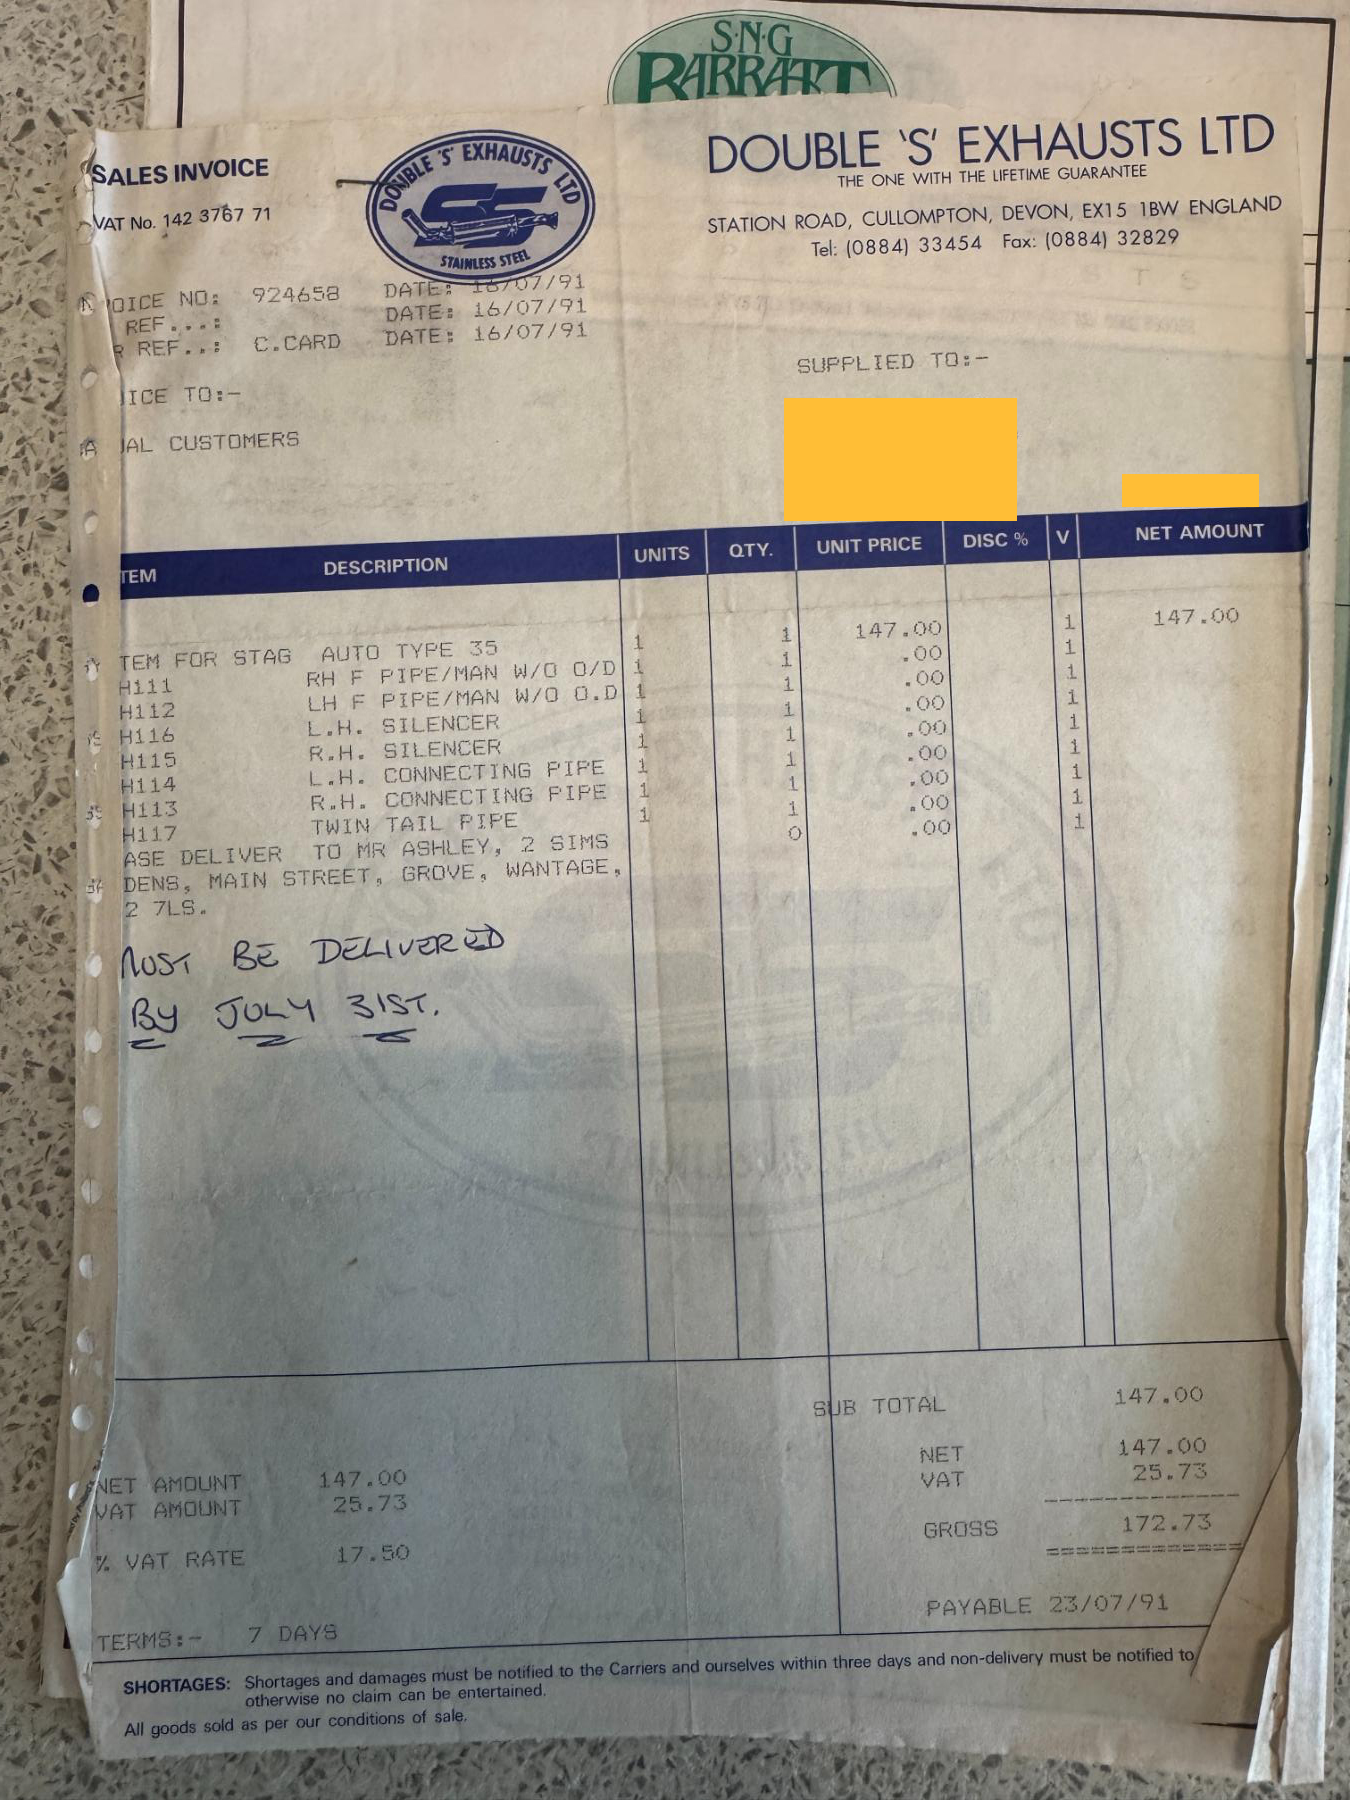 S·N·G
BARRATT
SALES INVOICE
VAT No. 142 3767 71
DOUBLE 'S' EXHAUSTS LTD
STAINLESS STEEL
DOUBLE 'S' EXHAUSTS LTD
THE ONE WITH THE LIFETIME GUARANTEE
STATION ROAD, CULLOMPTON, DEVON, EX15 1BW ENGLAND
Tel: (0884) 33454 Fax: (0884) 32829
OICE NO: 924658 DATE: 16/07/91
REF...: DATE: 16/07/91
R REF..: C.CARD DATE: 16/07/91
SUPPLIED TO:-
ICE TO:-
UAL CUSTOMERS
TEM DESCRIPTION UNITS QTY. UNIT PRICE DISC % V NET AMOUNT
TEM FOR STAG AUTO TYPE 35 1 1 147.00 1 147.00
H111 RH F PIPE/MAN W/O O/D 1 1 .00 1
H112 LH F PIPE/MAN W/O O.D 1 1 .00 1
H116 L.H. SILENCER 1 1 .00 1
H115 R.H. SILENCER 1 1 .00 1
H114 L.H. CONNECTING PIPE 1 1 .00 1
H113 R.H. CONNECTING PIPE 1 1 .00 1
H117 TWIN TAIL PIPE 1 1 .00 1
ASE DELIVER TO MR ASHLEY, 2 SIMS 0 .00 1
DENS, MAIN STREET, GROVE, WANTAGE,
2 7LS.
MUST BE DELIVERED
BY JULY 31ST.
SUB TOTAL 147.00
NET 147.00
VAT 25.73
GROSS 172.73
NET AMOUNT 147.00
VAT AMOUNT 25.73
% VAT RATE 17.50
PAYABLE 23/07/91
TERMS:- 7 DAYS
SHORTAGES: Shortages and damages must be notified to the Carriers and ourselves within three days and non-delivery must be notified to
otherwise no claim can be entertained.
All goods sold as per our conditions of sale.